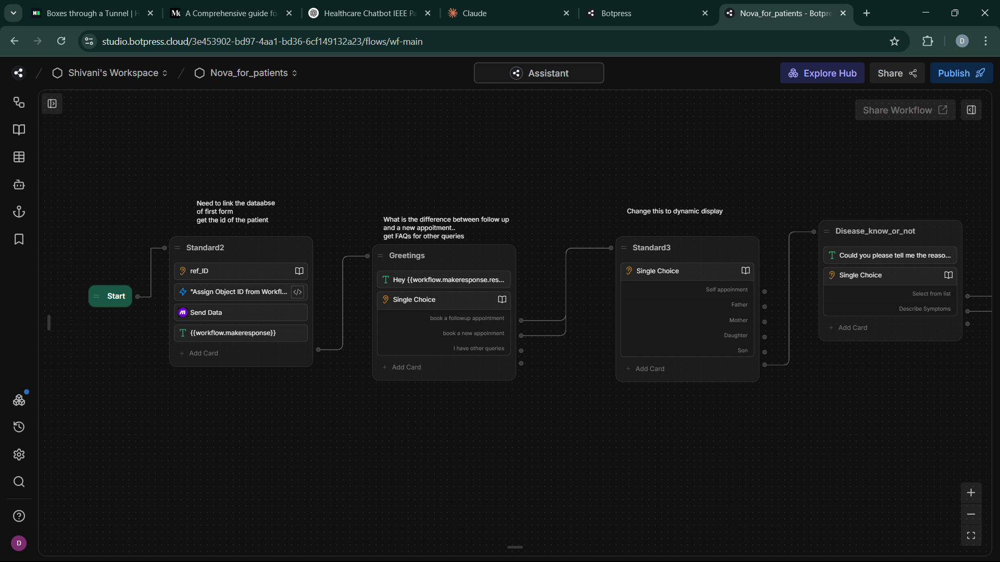 Boxes through a Tunnel | H
A Comprehensive guide fo
Healthcare Chatbot IEEE Pa
Claude
Botpress
Nova_for_patients - Botpre
studio.botpress.cloud/3e453902-bd97-4aa1-bd36-6cf149132a23/flows/wf-main
D
Shivani's Workspace
Nova_for_patients
Assistant
Explore Hub
Share
Publish
Share Workflow
Need to link the dataabse
of first form
get the id of the patient
What is the difference between follow up
and a new appoitment..
get FAQs for other queries
Change this to dynamic display
Start
Standard2
ref_ID
"Assign Object ID from Workfl...
Send Data
{{workflow.makeresponse}}
Add Card
Greetings
Hey {{workflow.makeresponse.res...
Single Choice
book a followup appointment
book a new appoinment
I have other queries
Add Card
Standard3
Single Choice
Self appoinment
Father
Mother
Daughter
Son
Add Card
Disease_know_or_not
Could you please tell me the reaso...
Single Choice
Select from list
Describe Symptoms
Add Card
D